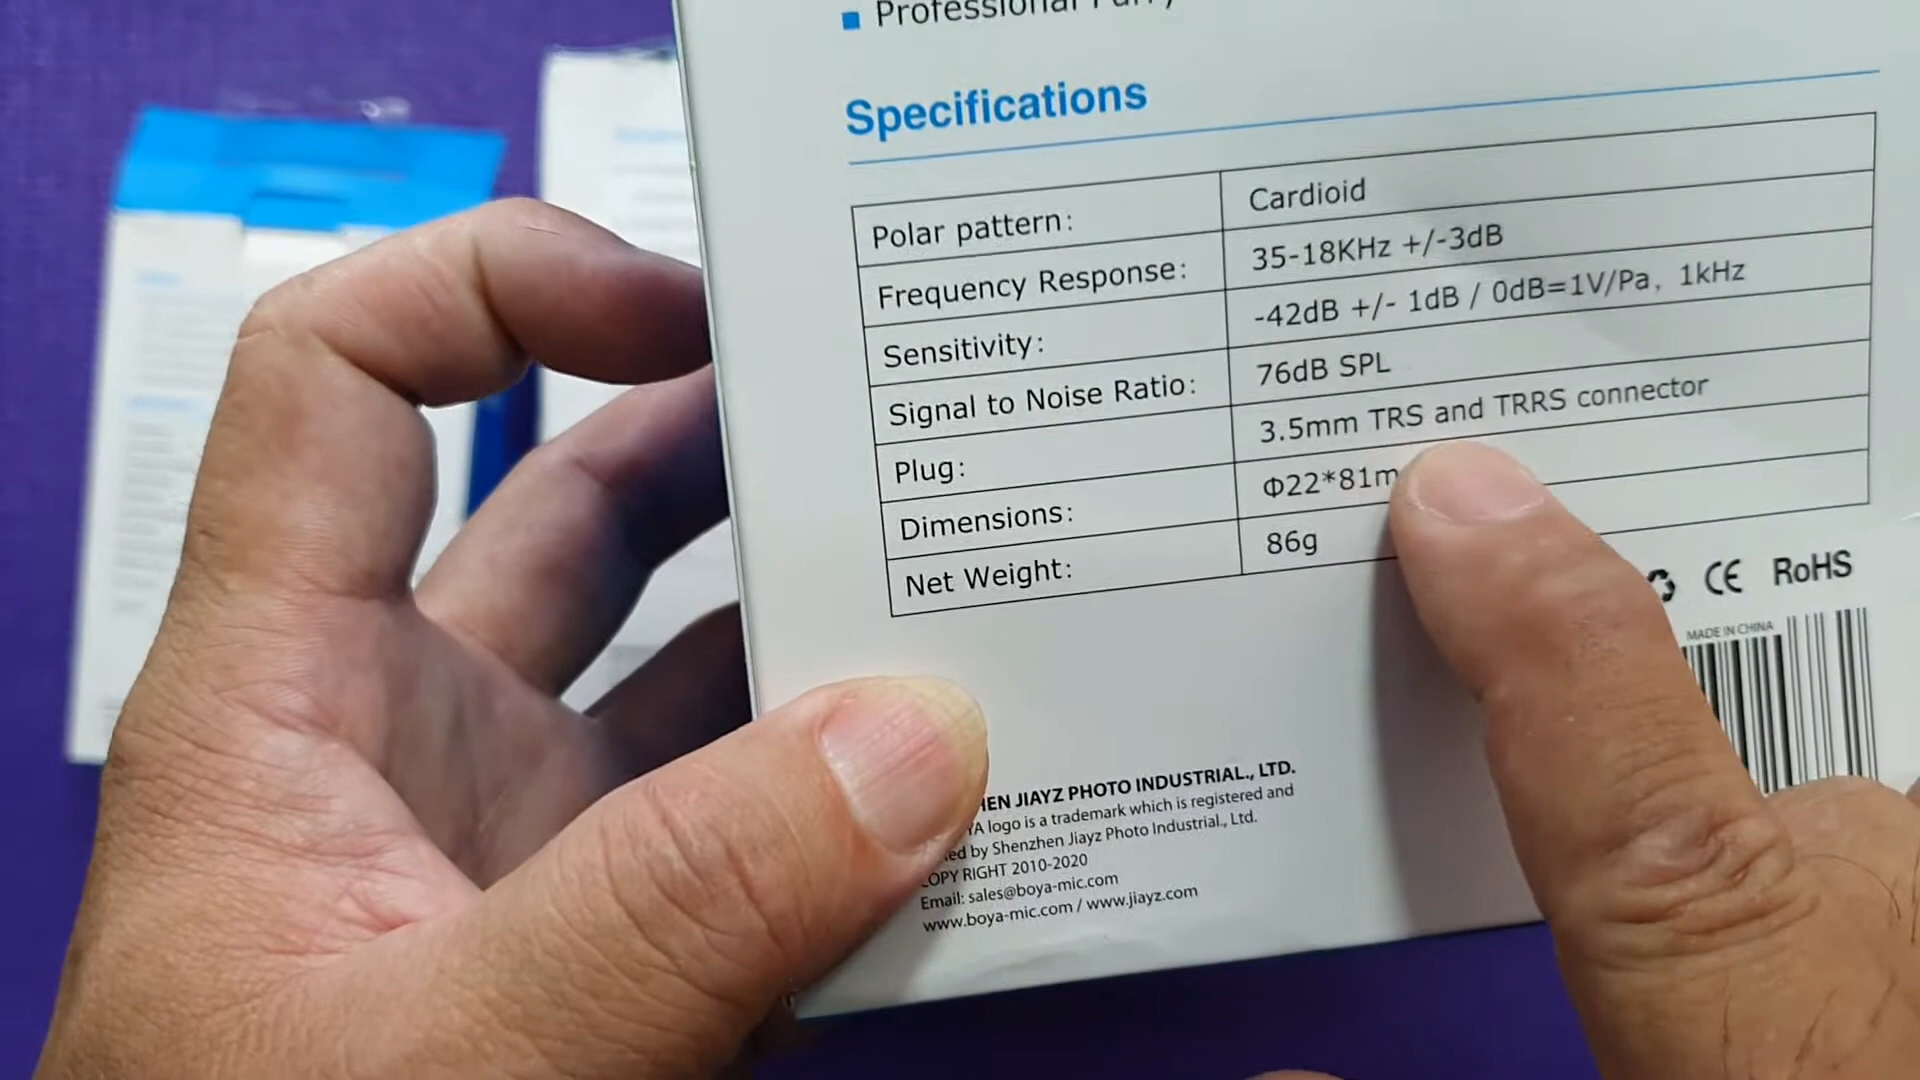 Professional
Specifications
Polar pattern: Cardioid
Frequency Response: 35-18KHz +/-3dB
Sensitivity: -42dB +/- 1dB / 0dB=1V/Pa, 1kHz
Signal to Noise Ratio: 76dB SPL
Plug: 3.5mm TRS and TRRS connector
Dimensions: Φ22*81m
Net Weight: 86g
CE RoHS
MADE IN CHINA
JIAYZ PHOTO INDUSTRIAL., LTD.
logo is a trademark which is registered and
by Shenzhen Jiayz Photo Industrial., Ltd.
COPY RIGHT 2010-2020
Email: sales@boya-mic.com
www.boya-mic.com / www.jiayz.com